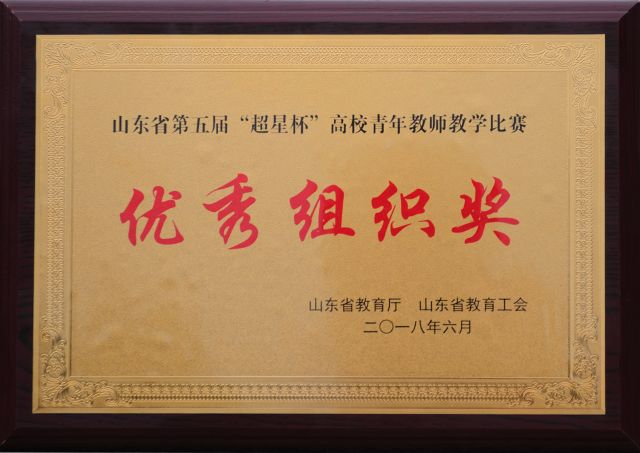 山东省第五届“超星杯”高校青年教师教学比赛
优秀组织奖
山东省教育厅 山东省教育工会
二〇一八年六月